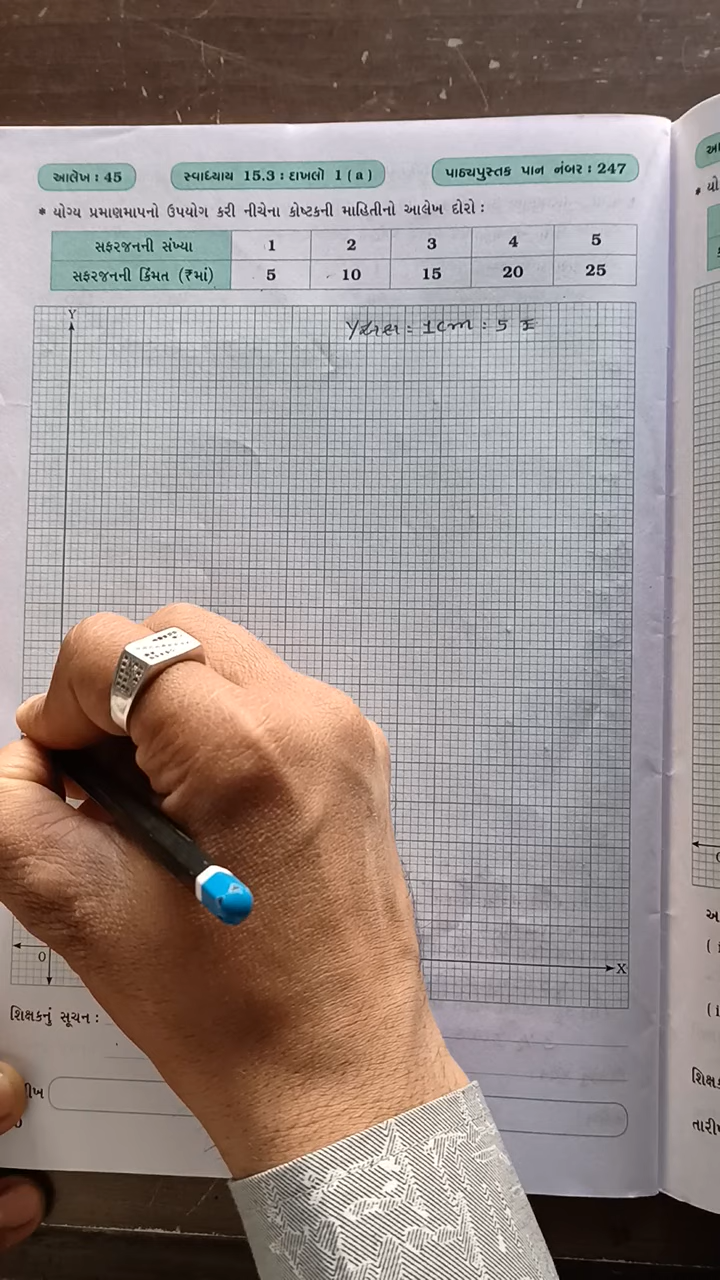 આલેખ : 45
સ્વાધ્યાય 15.3 : દાખલો 1 ( a )
પાઠ્યપુસ્તક પાન નંબર : 247
* યોગ્ય પ્રમાણમાપનો ઉપયોગ કરી નીચેના કોષ્ટકની માહિતીનો આલેખ દોરો :
સફરજનની સંખ્યા 1 2 3 4 5
સફરજનની કિંમત (₹માં) 5 10 15 20 25
Y
Yઅક્ષ = 1cm : 5 ₹
0
X
શિક્ષકનું સૂચન :